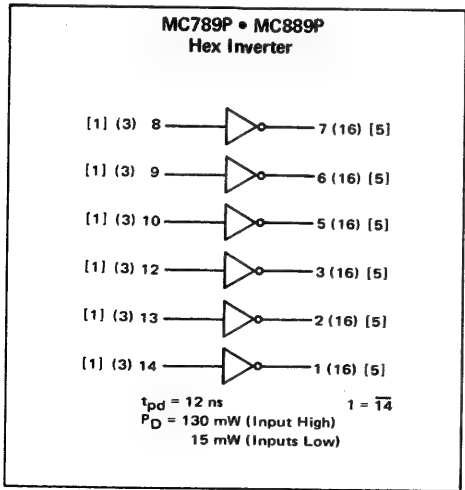 MC789P • MC889P
Hex Inverter
[1] (3) 8 7 (16) [5]
[1] (3) 9 6 (16) [5]
[1] (3) 10 5 (16) [5]
[1] (3) 12 3 (16) [5]
[1] (3) 13 2 (16) [5]
[1] (3) 14 1 (16) [5]
tpd = 12 ns 1 = 1̅4̅
PD = 130 mW (Input High)
15 mW (Inputs Low)